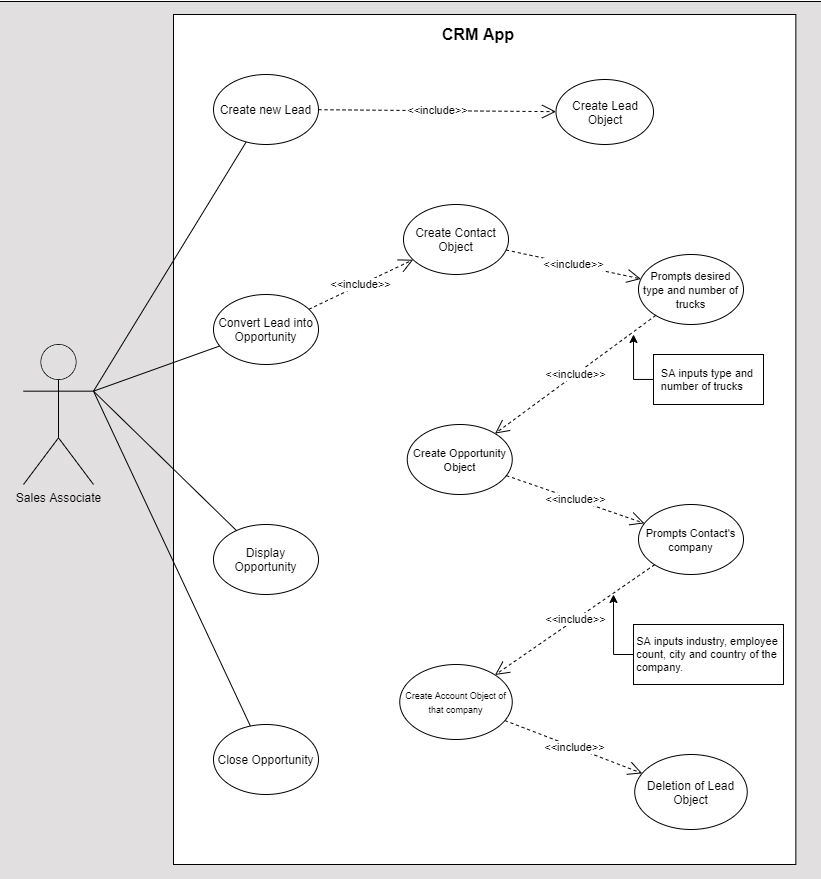 CRM App
Create new Lead
<<include>>
Create Lead
Object
Create Contact
Object
<<include>>
<<include>>
Prompts desired
type and number of
trucks
Convert Lead into
Opportunity
<<include>>
SA inputs type and
number of trucks
Create Opportunity
Object
Sales Associate
<<include>>
Prompts Contact's
company
Display
Opportunity
<<include>>
SA inputs industry, employee
count, city and country of the
company.
Create Account Object of
that company
<<include>>
Close Opportunity
Deletion of Lead
Object